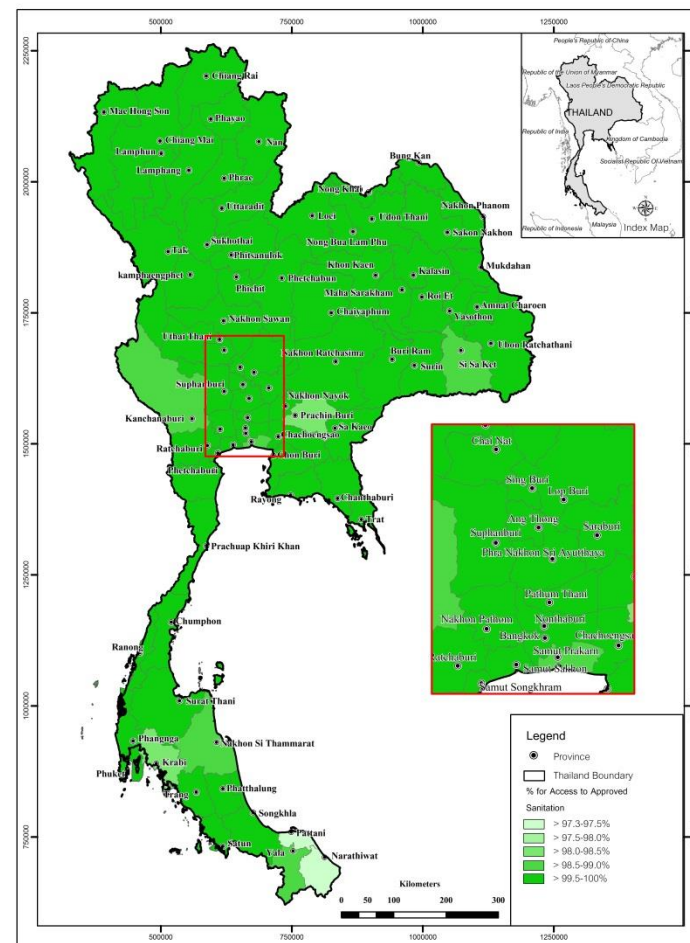 500000 750000 1000000 1250000
2250000
2000000
1750000
1500000
1250000
1000000
750000
500000 750000 1000000 1250000
Chiang Rai
Mae Hong Son
Phayao
Chiang Mai
Nan
Lamphun
Lamphang
Phrae
Bung Kan
Nong Khai
Uttaradit
Loei
Udon Thani
Nakhon Phanom
Sukhothai
Nong Bua Lam Phu
Sakon Nakhon
Tak
Phitsanulok
Khon Kaen
Mukdahan
kamphaengphet
Phichit
Phetchabun
Kalasin
Maha Sarakham
Roi Et
Amnat Charoen
Nakhon Sawan
Chaiyaphum
Yasothon
Uthai Thani
Nakhon Ratchasima
Buri Ram
Surin
Ubon Ratchathani
Si Sa Ket
Suphanburi
Nakhon Nayok
Kanchanaburi
Prachin Buri
Sa Kaeo
Chachoengsao
Ratchaburi
Phetchaburi
Rayong
Chanthaburi
Trat
Prachuap Khiri Khan
Chumphon
Ranong
Surat Thani
Phangnga
Nakhon Si Thammarat
Krabi
Phuket
Trang
Phatthalung
Songkhla
Pattani
Satun
Yala
Narathiwat
People's Republic of China
Republic of the Union of Myanmar
Laos People's Democratic Republic
THAILAND
Republic of India
Kingdom of Cambodia
Socialist Republic Of Vietnam
Malaysia
Republic of Indonesia
Index Map
Chai Nat
Sing Buri
Lop Buri
Ang Thong
Saraburi
Suphanburi
Phra Nakhon Sri Ayutthaya
Pathum Thani
Nakhon Pathom
Nonthaburi
Bangkok
Chachoengsa
Samut Prakarn
Samut Sakhon
Samut Songkhram
Legend
Province
Thailand Boundary
% for Access to Approved
Sanitation
> 97.3-97.5%
> 97.5-98.0%
> 98.0-98.5%
> 98.5-99.0%
> 99.5-100%
Kilometers
0 50 100 200 300